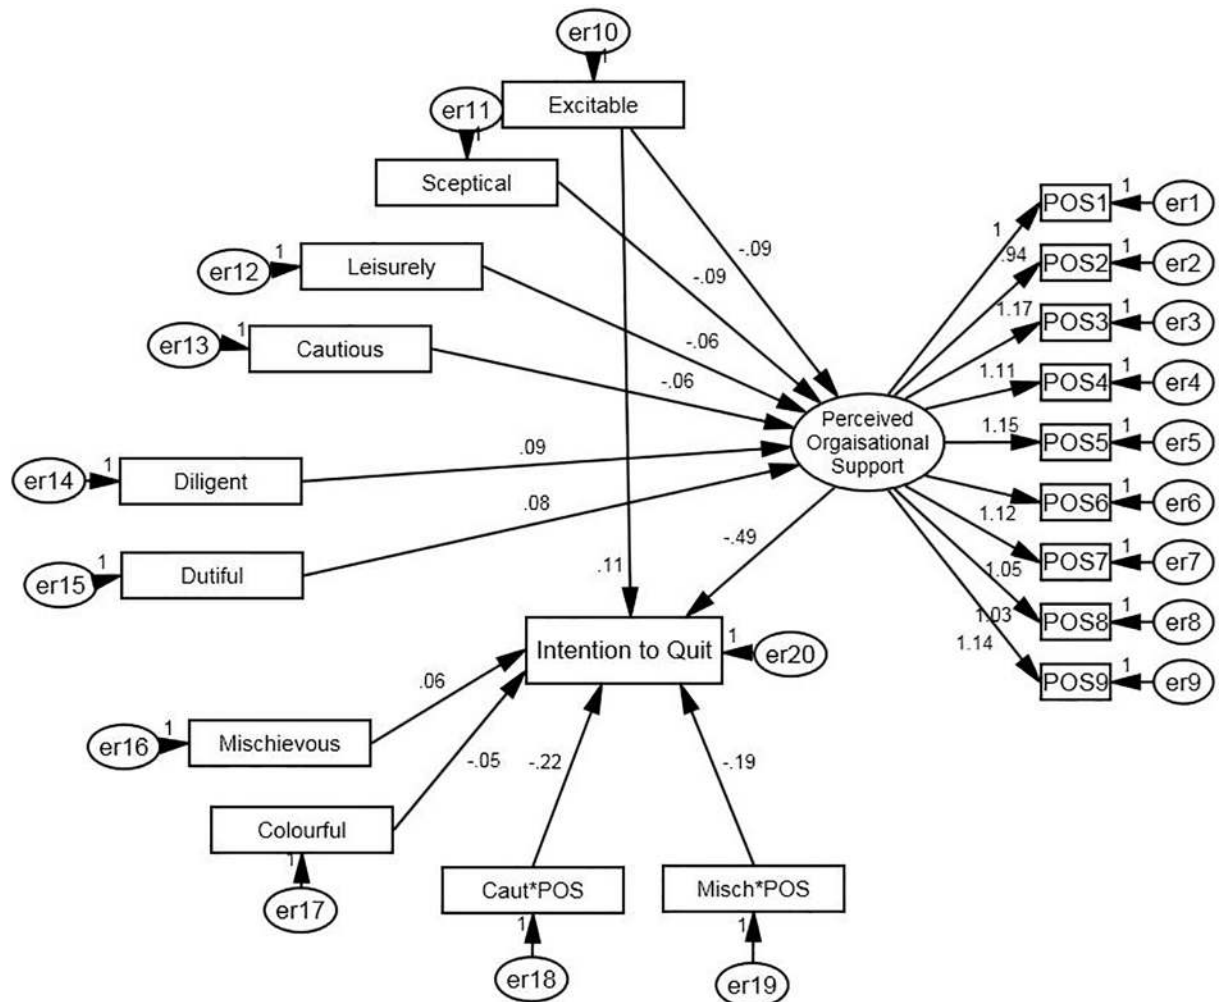 er10
1
Excitable
er11
1
Sceptical
er12
1
Leisurely
er13
1
Cautious
er14
1
Diligent
er15
1
Dutiful
-.09
-.09
-.06
-.06
.09
.08
Perceived
Orgaisational
Support
1
.94
1.17
1.11
1.15
1.12
1.05
1.03
1.14
POS1
1
er1
POS2
1
er2
POS3
1
er3
POS4
1
er4
POS5
1
er5
POS6
1
er6
POS7
1
er7
POS8
1
er8
POS9
1
er9
-.49
.11
Intention to Quit
1
er20
.06
er16
1
Mischievous
-.05
-.22
-.19
Colourful
1
er17
Caut*POS
1
er18
Misch*POS
1
er19